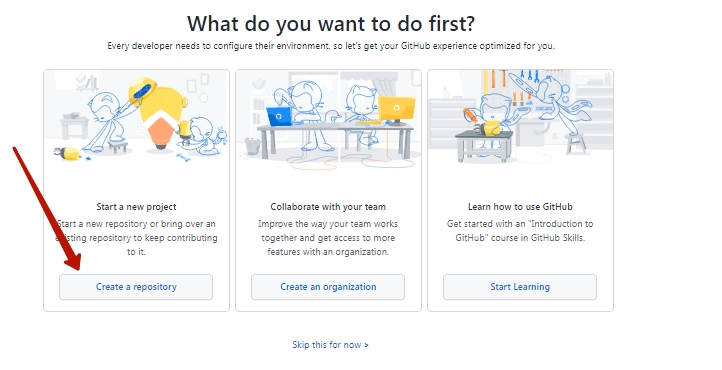 What do you want to do first?
Every developer needs to configure their environment, so let's get your GitHub experience optimized for you.
Start a new project
Start a new repository or bring over an
existing repository to keep contributing
to it.
Create a repository
Collaborate with your team
Improve the way your team works
together and get access to more
features with an organization.
Create an organization
Learn how to use GitHub
Get started with an "Introduction to
GitHub" course in GitHub Skills.
Start Learning
Skip this for now >